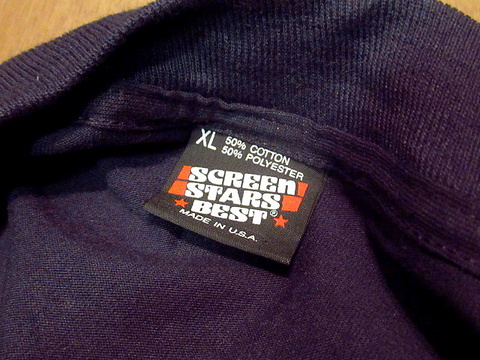 XL 50% COTTON
50% POLYESTER
SCREEN
STARS
BEST®
MADE IN U.S.A.